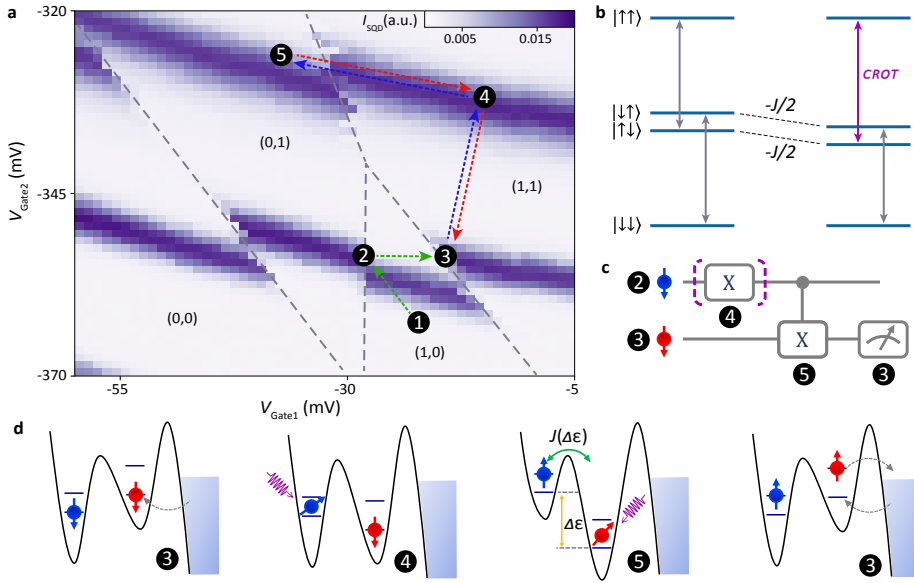 a
I_SQD (a.u.)
0.005 0.015
-320
-345
-370
V_Gate2 (mV)
-55 -30 -5
V_Gate1 (mV)
(0,1)
(1,1)
(0,0)
(1,0)
5
4
2
3
1
b
|↑↑⟩
|↓↑⟩
|↑↓⟩
|↓↓⟩
-J/2
-J/2
CROT
c
2 X
4
3 X
5 3
d
3
4
J(Δε)
Δε
5
3